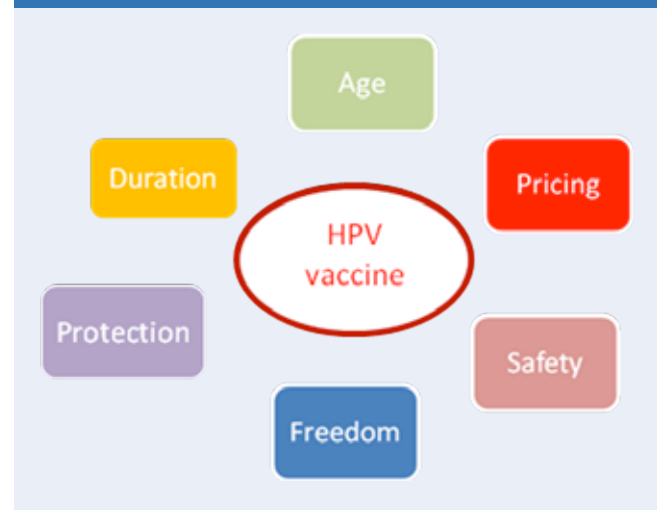 Age
Duration
Pricing
HPV
vaccine
Protection
Safety
Freedom